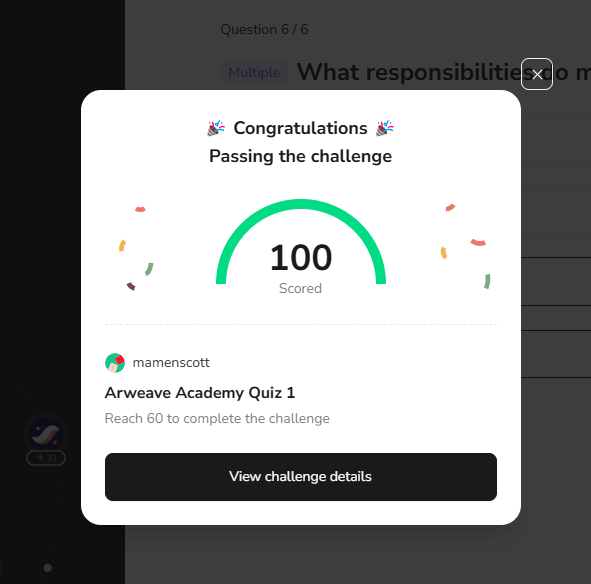 Question 6 / 6
Multiple What responsibilities do m
Congratulations
Passing the challenge
100
Scored
mamenscott
Arweave Academy Quiz 1
Reach 60 to complete the challenge
View challenge details
32